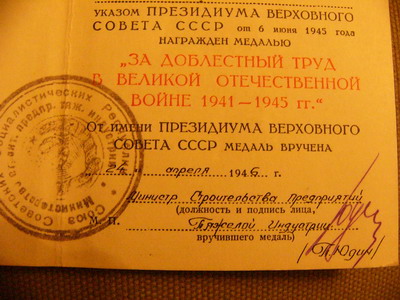 УКАЗОМ ПРЕЗИДИУМА ВЕРХОВНОГО
СОВЕТА СССР от 6 июня 1945 года
НАГРАЖДЕН МЕДАЛЬЮ
„ЗА ДОБЛЕСТНЫЙ ТРУД
В ВЕЛИКОЙ ОТЕЧЕСТВЕННОЙ
ВОЙНЕ 1941—1945 гг.“
От имени ПРЕЗИДИУМА ВЕРХОВНОГО
СОВЕТА СССР МЕДАЛЬ ВРУЧЕНА
апреля 1946 г.
Министр Строительства Предприятий
(должность и подпись лица,
М. П. Тяжелой Индустрии
вручившего медаль)
/П. Юдин/